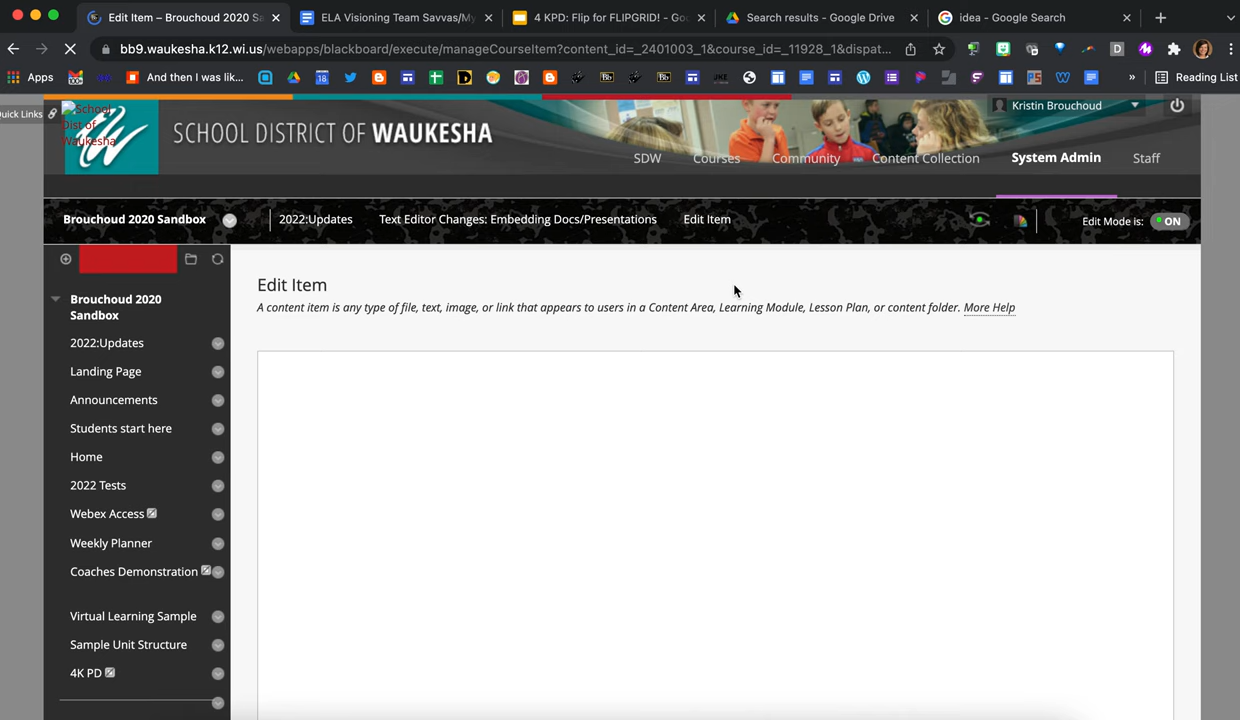 Edit Item – Brouchoud 2020 Sa
ELA Visioning Team Savvas/My
4 KPD: Flip for FLIPGRID! - Goo
Search results - Google Drive
idea - Google Search
bb9.waukesha.k12.wi.us/webapps/blackboard/execute/manageCourseItem?content_id=_2401003_1&course_id=_11928_1&dispat...
Apps
And then I was lik...
Reading List
Quick Links
School Dist of Waukesha
SCHOOL DISTRICT OF WAUKESHA
Kristin Brouchoud
SDW
Courses
Community
Content Collection
System Admin
Staff
Brouchoud 2020 Sandbox
2022:Updates
Text Editor Changes: Embedding Docs/Presentations
Edit Item
Edit Mode is:
ON
Brouchoud 2020
Sandbox
2022:Updates
Landing Page
Announcements
Students start here
Home
2022 Tests
Webex Access
Weekly Planner
Coaches Demonstration
Virtual Learning Sample
Sample Unit Structure
4K PD
Edit Item
A content item is any type of file, text, image, or link that appears to users in a Content Area, Learning Module, Lesson Plan, or content folder. More Help